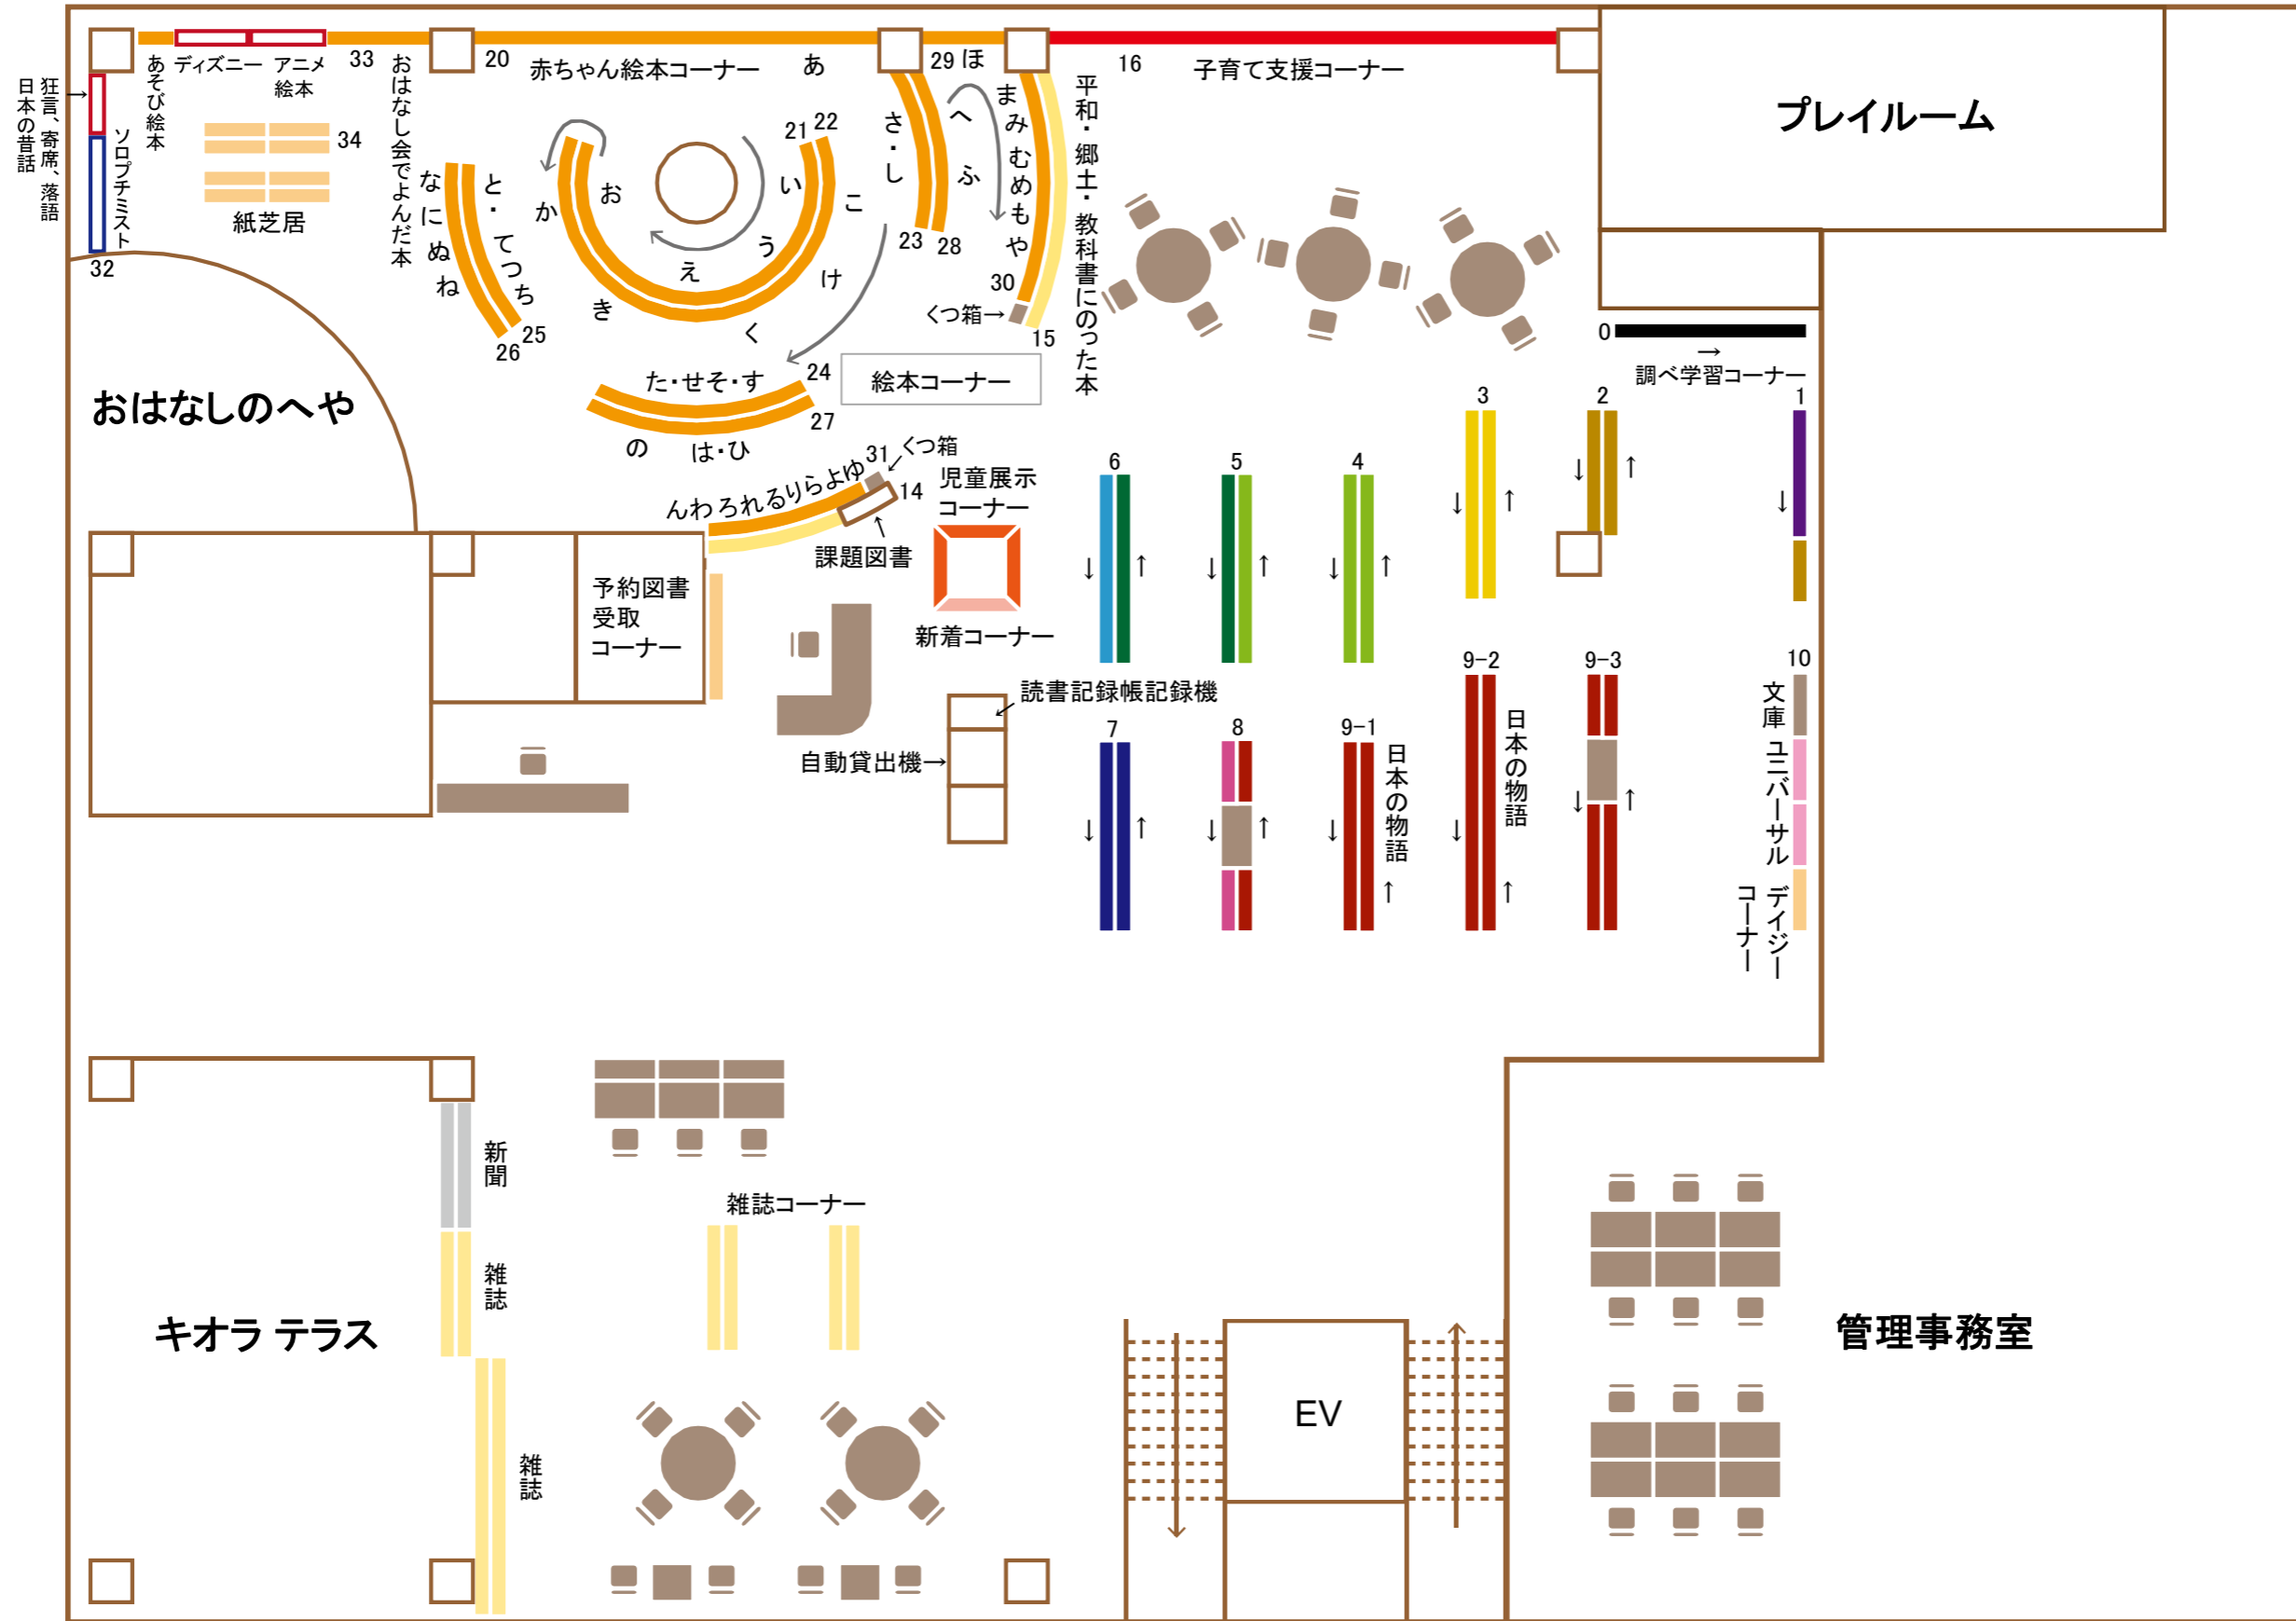 狂言、寄席、落語
日本の昔話
→
ソロプチミスト
32
あそび絵本
ディズニー
アニメ
絵本
33
34
紙芝居
おはなし会でよんだ本
20
赤ちゃん絵本コーナー
あ
21
22
い
う
え
お
か
き
く
け
こ
さ・し
23
28
29
ほ
へ
ふ
ま
み
む
め
も
や
30
くつ箱→
15
平和・郷土・教科書にのった本
16
子育て支援コーナー
プレイルーム
と・
て
つ
ち
25
な
に
ぬ
ね
26
た・せそ・す
24
27
の
は・ひ
絵本コーナー
おはなしのへや
んわろれるりらよゆ
31
くつ箱
14
課題図書
児童展示
コーナー
新着コーナー
予約図書
受取
コーナー
読書記録帳記録機
自動貸出機→
0
→
調べ学習コーナー
1
↓
2
↓
↑
3
↓
↑
4
↓
↑
5
↓
↑
6
↓
↑
7
↓
↑
8
↓
↑
9-1
日本の物語
↓
↑
9-2
日本の物語
↓
↑
9-3
↓
↑
10
文庫
ユニバーサル
デイジー
コーナー
新聞
雑誌
雑誌
雑誌コーナー
キオラ テラス
EV
管理事務室